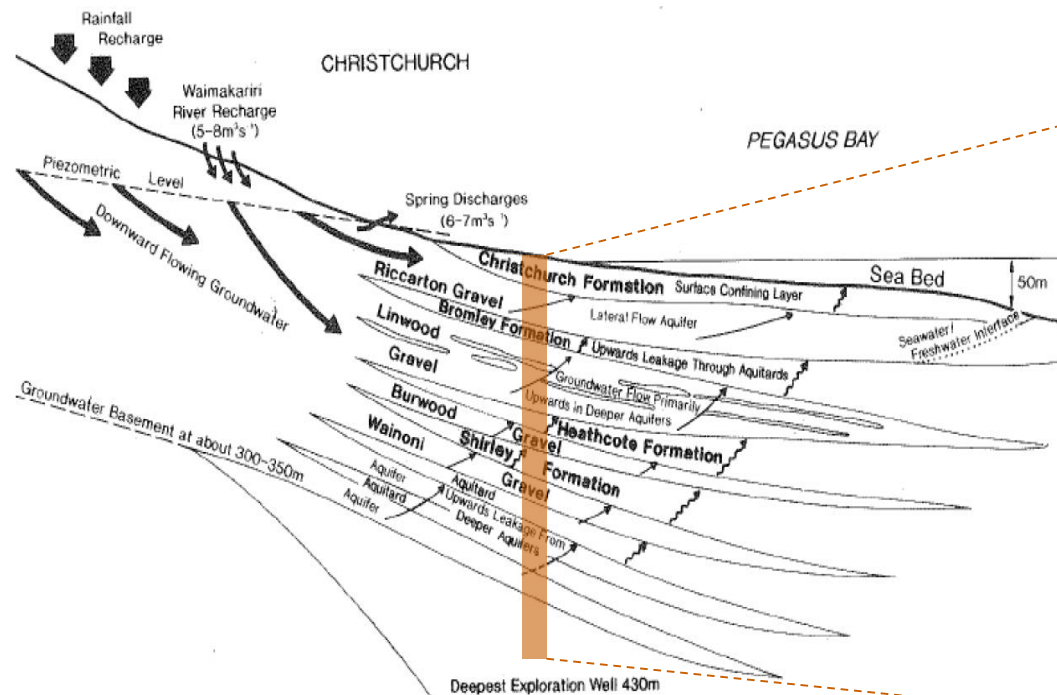 Rainfall
Recharge
CHRISTCHURCH
Waimakariri
River Recharge
(5-8m³s⁻¹)
PEGASUS BAY
Piezometric Level
Spring Discharges
(6-7m³s⁻¹)
Downward Flowing Groundwater
Christchurch Formation Surface Confining Layer
Sea Bed
50m
Riccarton Gravel
Lateral Flow Aquifer
Seawater/
Freshwater Interface
Bromley Formation
Upwards Leakage Through Aquitards
Linwood
Gravel
Groundwater Flow Primarily
Upwards in Deeper Aquifers
Heathcote Formation
Burwood
Gravel
Groundwater Basement at about 300-350m
Wainoni
Gravel
Shirley Formation
Aquifer
Aquitard
Aquifer
Aquitard
Upwards Leakage From
Deeper Aquifers
Deepest Exploration Well 430m